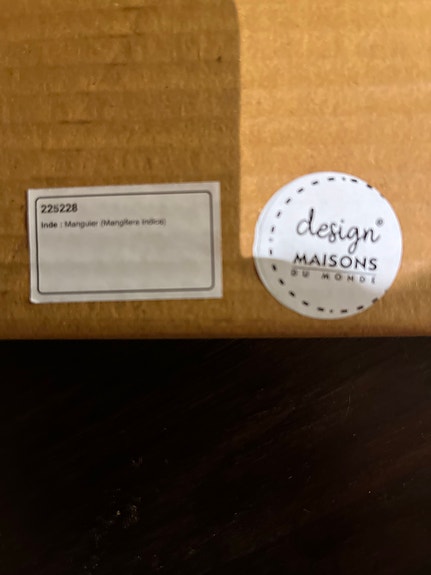 225228
Inde : Manguier (Mangifera indica)
design®
MAISONS
DU MONDE